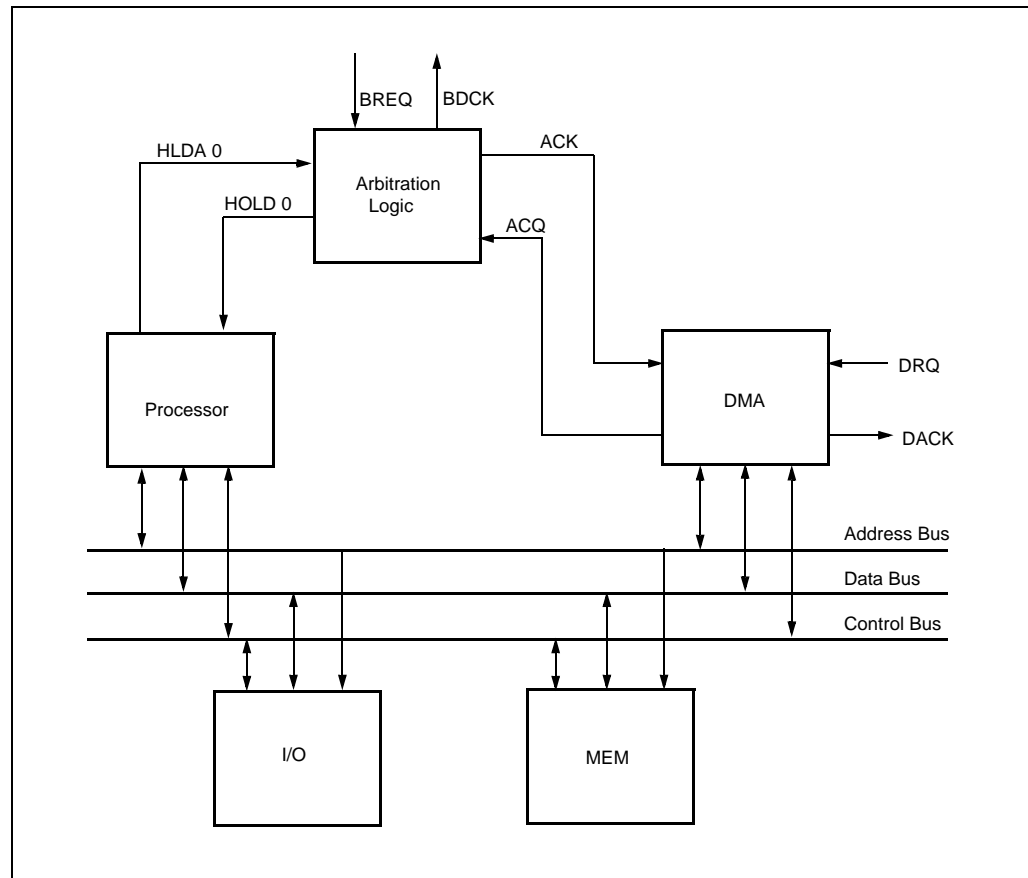 BREQ
BDCK
HLDA 0
ACK
Arbitration
Logic
HOLD 0
ACQ
Processor
DMA
DRQ
DACK
Address Bus
Data Bus
Control Bus
I/O
MEM